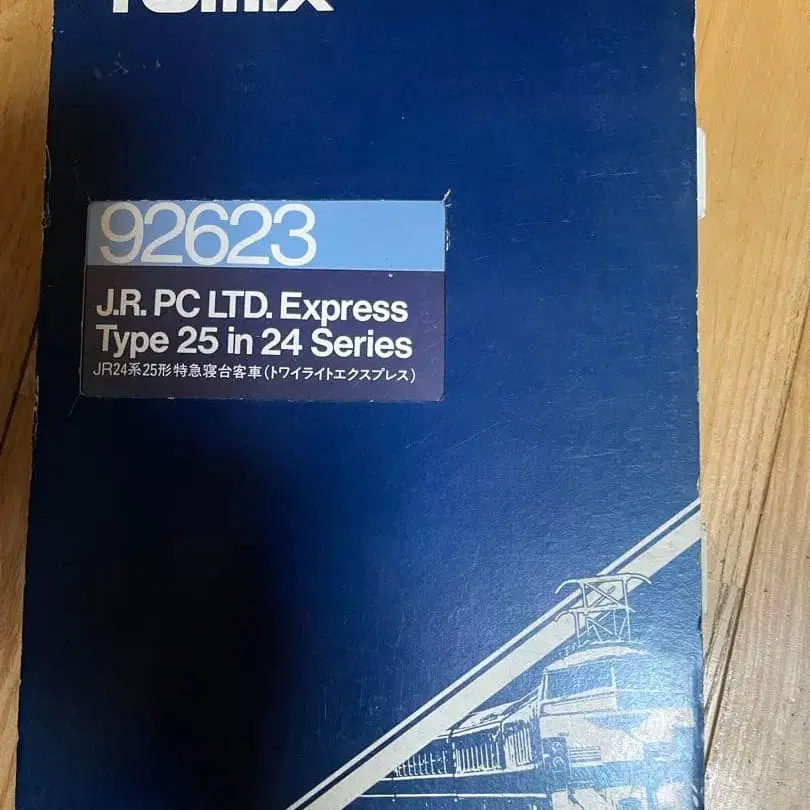 TOMIX
92623
J.R. PC LTD. Express
Type 25 in 24 Series
JR24系25形特急寝台客車(トワイライトエクスプレス)